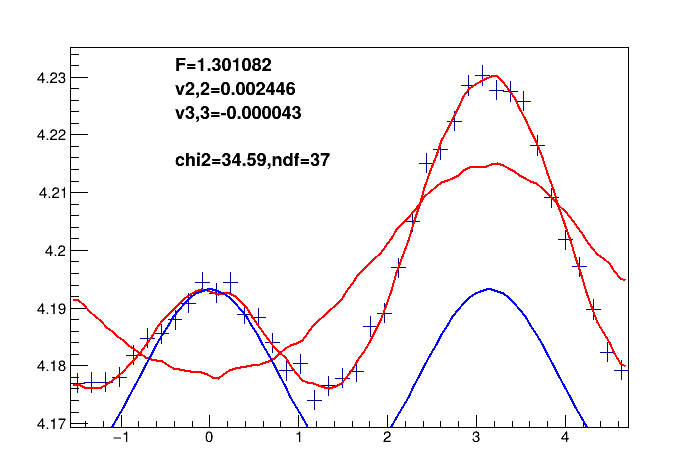 F=1.301082
v2,2=0.002446
v3,3=-0.000043
chi2=34.59,ndf=37
4.23
4.22
4.21
4.2
4.19
4.18
4.17
−1 0 1 2 3 4